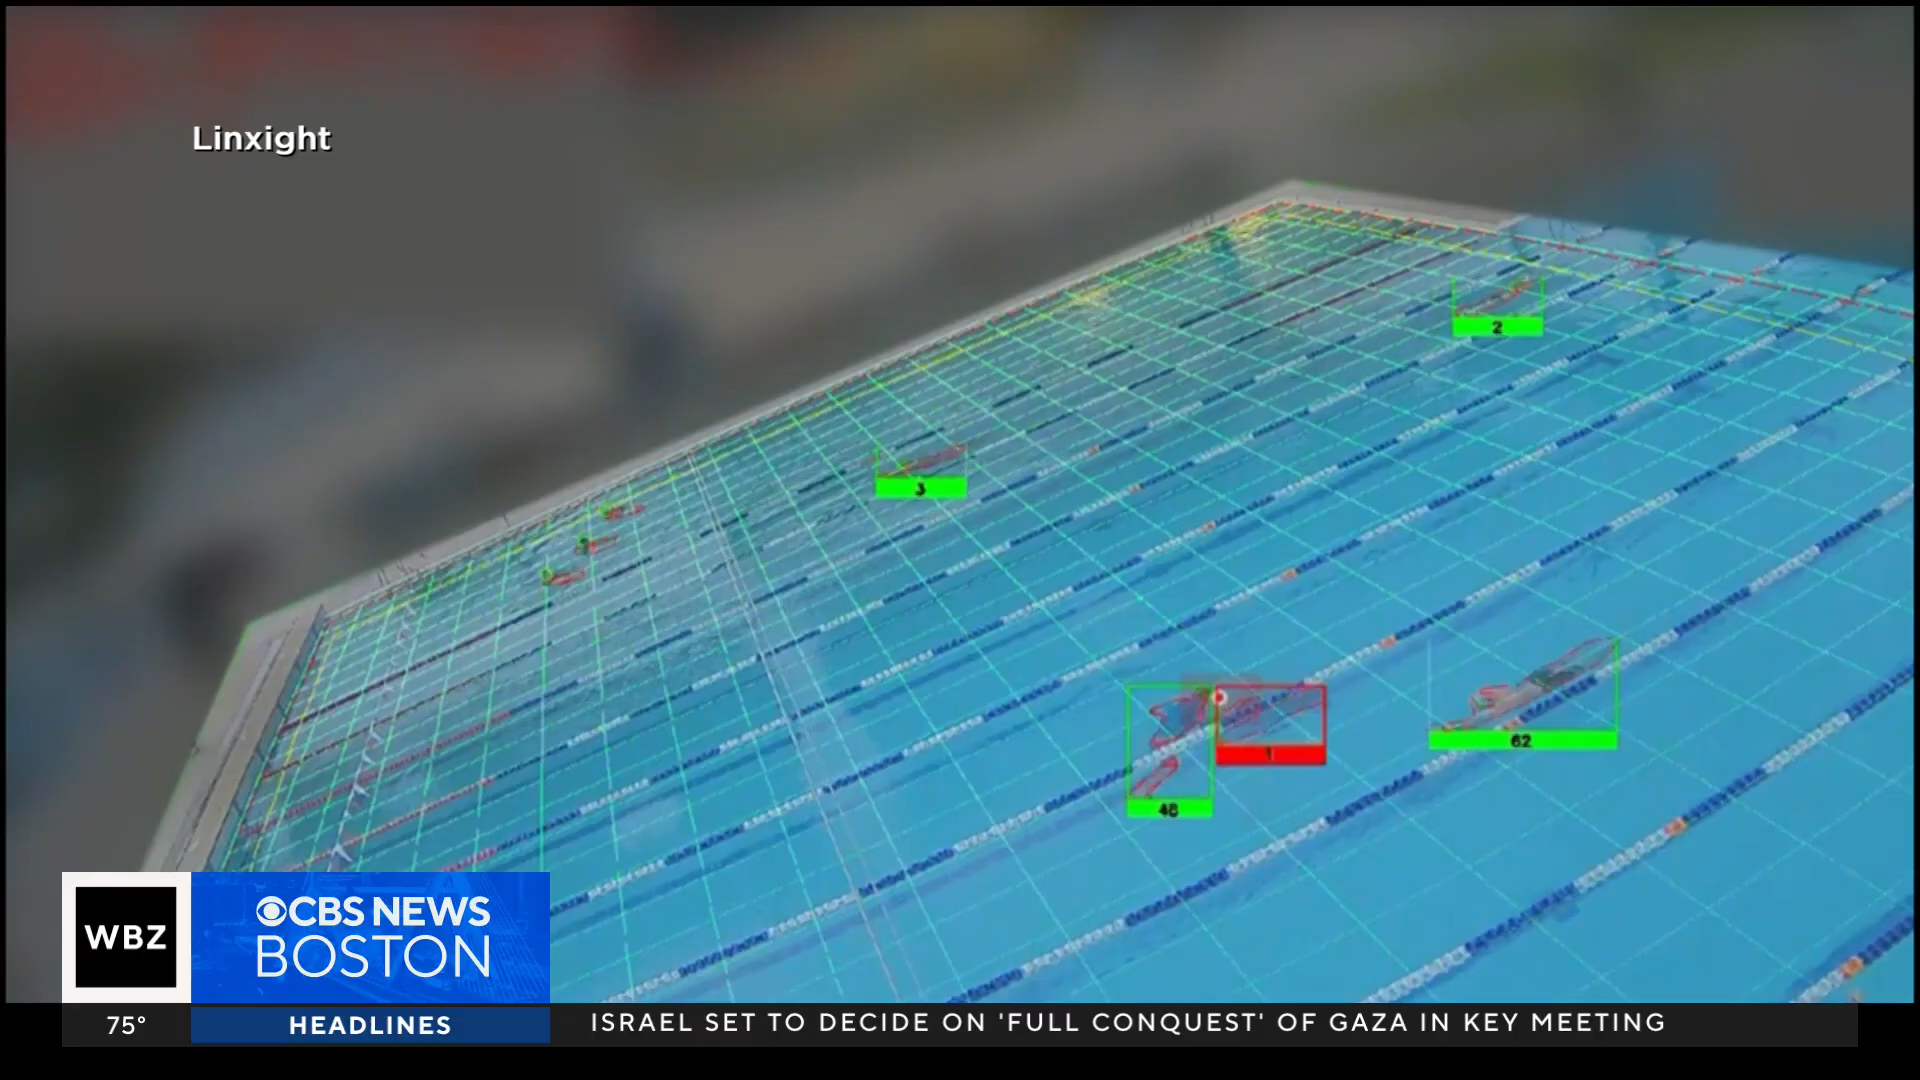 Linxight
2
3
1
62
48
WBZ
CBS NEWS
BOSTON
75°
HEADLINES
ISRAEL SET TO DECIDE ON 'FULL CONQUEST' OF GAZA IN KEY MEETING